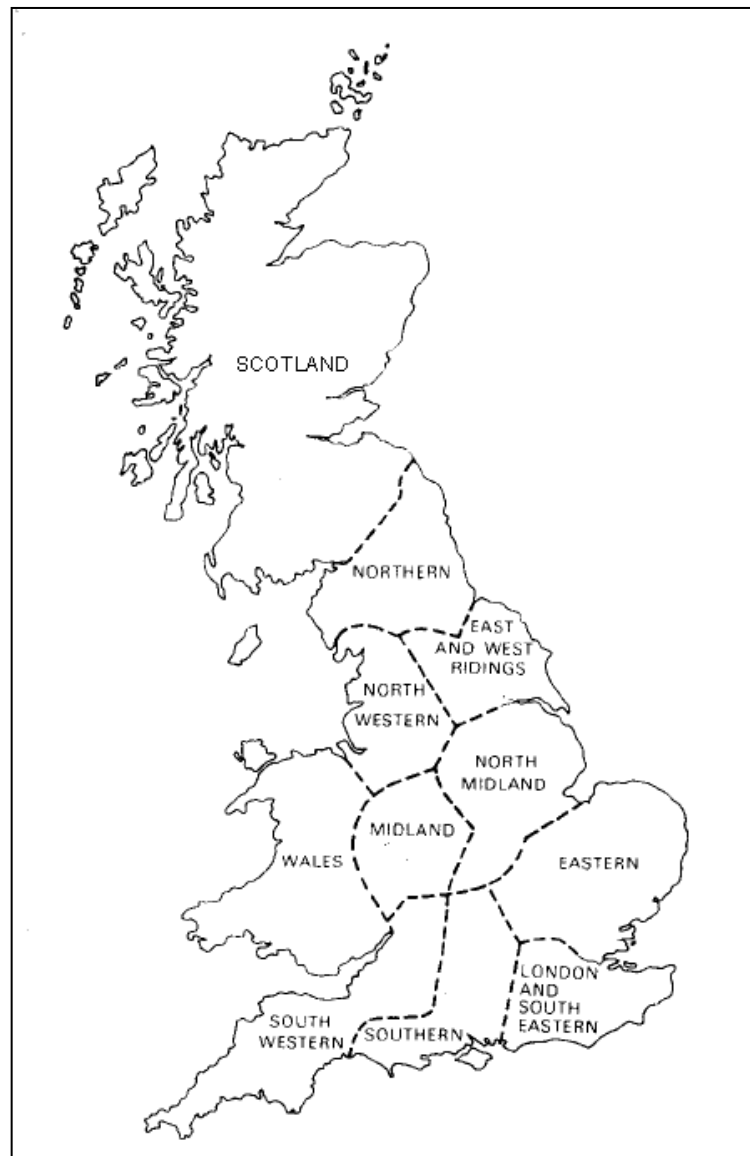 SCOTLAND
NORTHERN
EAST
AND WEST
RIDINGS
NORTH
WESTERN
NORTH
MIDLAND
MIDLAND
WALES
EASTERN
LONDON
AND
SOUTH
EASTERN
SOUTH
WESTERN
SOUTHERN